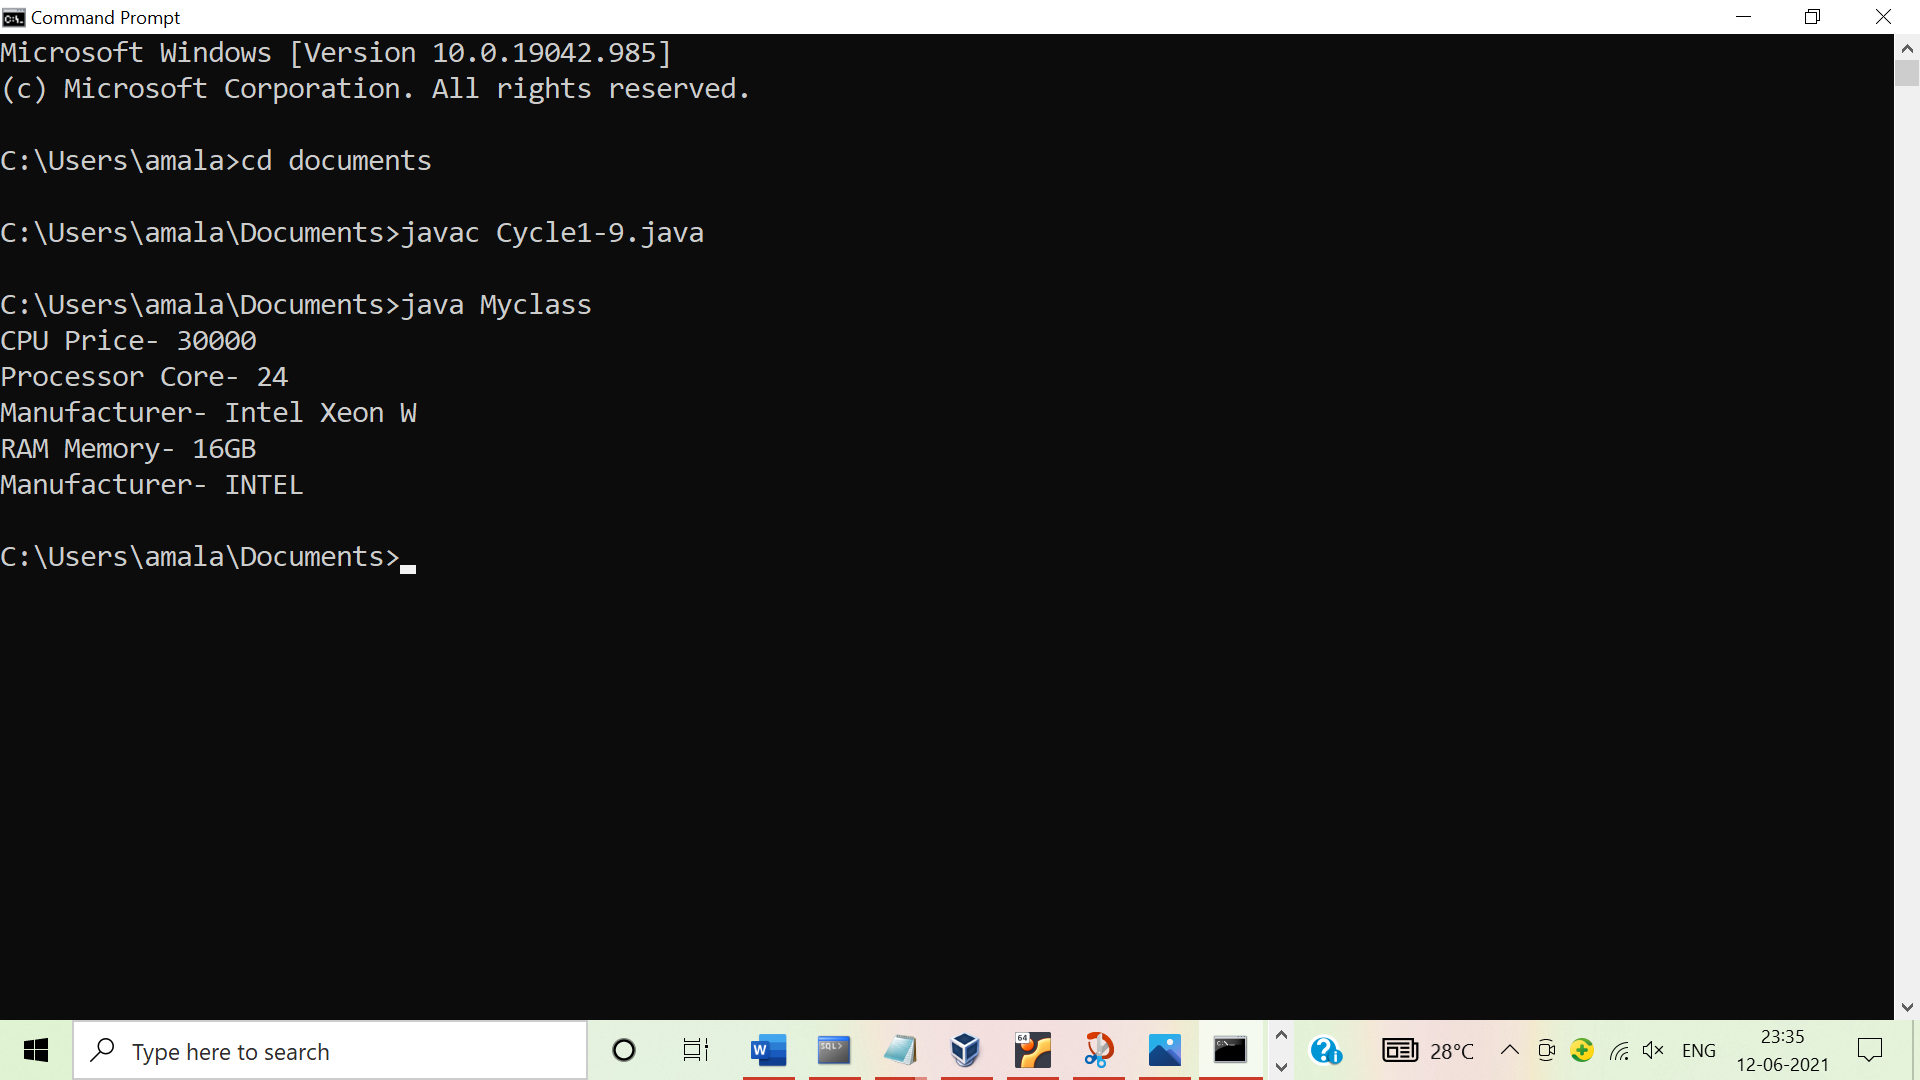 Command Prompt
Microsoft Windows [Version 10.0.19042.985]
(c) Microsoft Corporation. All rights reserved.
C:\Users\amala>cd documents
C:\Users\amala\Documents>javac Cycle1-9.java
C:\Users\amala\Documents>java Myclass
CPU Price- 30000
Processor Core- 24
Manufacturer- Intel Xeon W
RAM Memory- 16GB
Manufacturer- INTEL
C:\Users\amala\Documents>
Type here to search
W
SQL>
64
28°C
ENG
23:35
12-06-2021